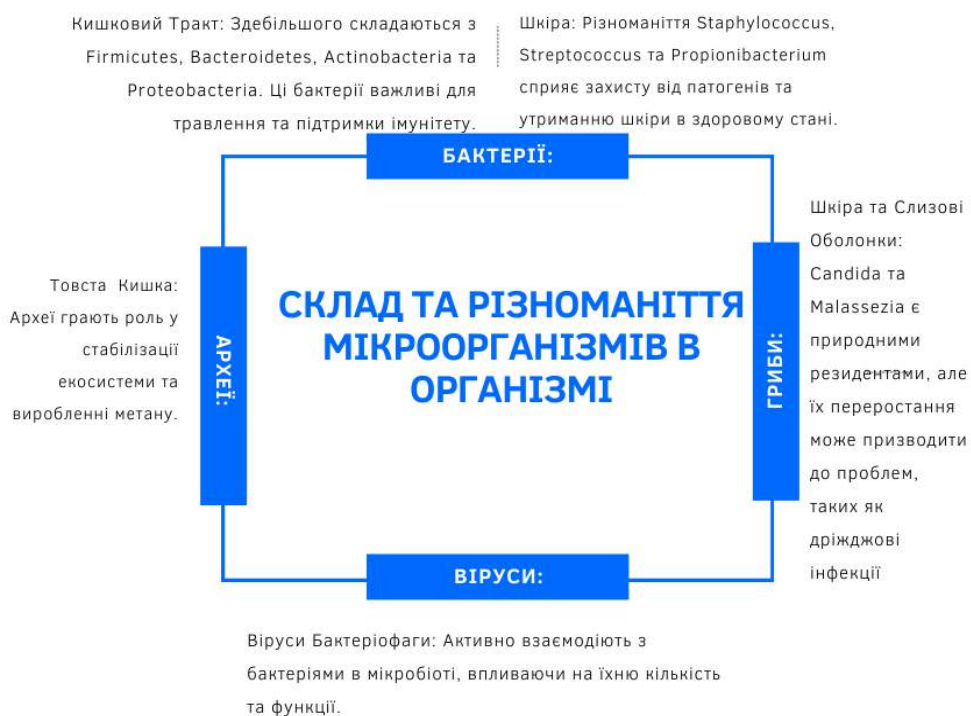 Кишковий Тракт: Здебільшого складаються з
Firmicutes, Bacteroidetes, Actinobacteria та
Proteobacteria. Ці бактерії важливі для
травлення та підтримки імунітету.
Шкіра: Різноманіття Staphylococcus,
Streptococcus та Propionibacterium
сприяє захисту від патогенів та
утриманню шкіри в здоровому стані.
БАКТЕРІЇ:
Товста Кишка:
Археї грають роль у
стабілізації
екосистеми та
виробленні метану.
АРХЕЇ:
СКЛАД ТА РІЗНОМАНІТТЯ
МІКРООРГАНІЗМІВ В
ОРГАНІЗМІ
ГРИБИ:
Шкіра та Слизові
Оболонки:
Candida та
Malassezia є
природними
резидентами, але
їх переростання
може призводити
до проблем,
таких як
дріжджові
інфекції
ВІРУСИ:
Віруси Бактеріофаги: Активно взаємодіють з
бактеріями в мікробіоті, впливаючи на їхню кількість
та функції.